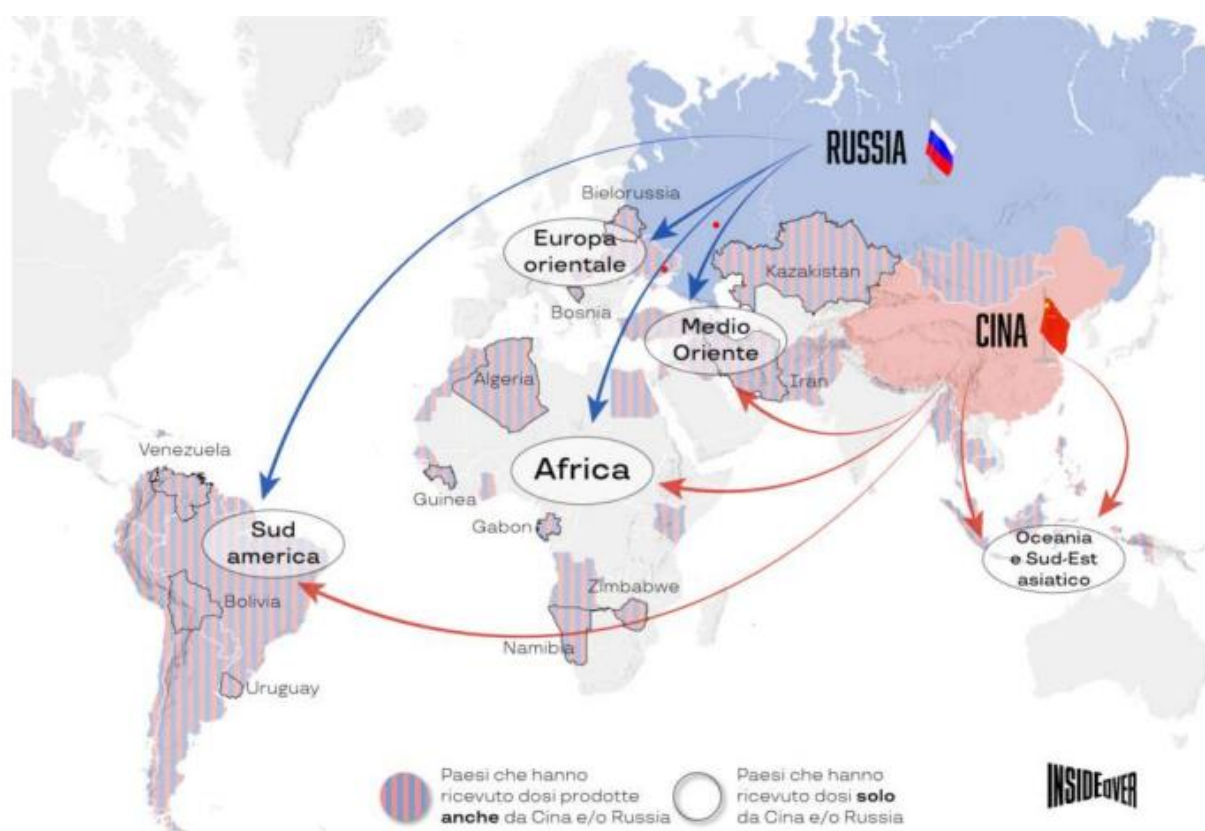 RUSSIA
Bielorussia
Europa
orientale
Kazakistan
Bosnia
CINA
Medio
Oriente
Iran
Algeria
Venezuela
Africa
Guinea
Gabon
Sud
america
Oceania
e Sud-Est
asiatico
Zimbabwe
Bolivia
Namibia
Uruguay
Paesi che hanno
ricevuto dosi prodotte
anche da Cina e/o Russia
Paesi che hanno
ricevuto dosi solo
da Cina e/o Russia
INSIDEOVER